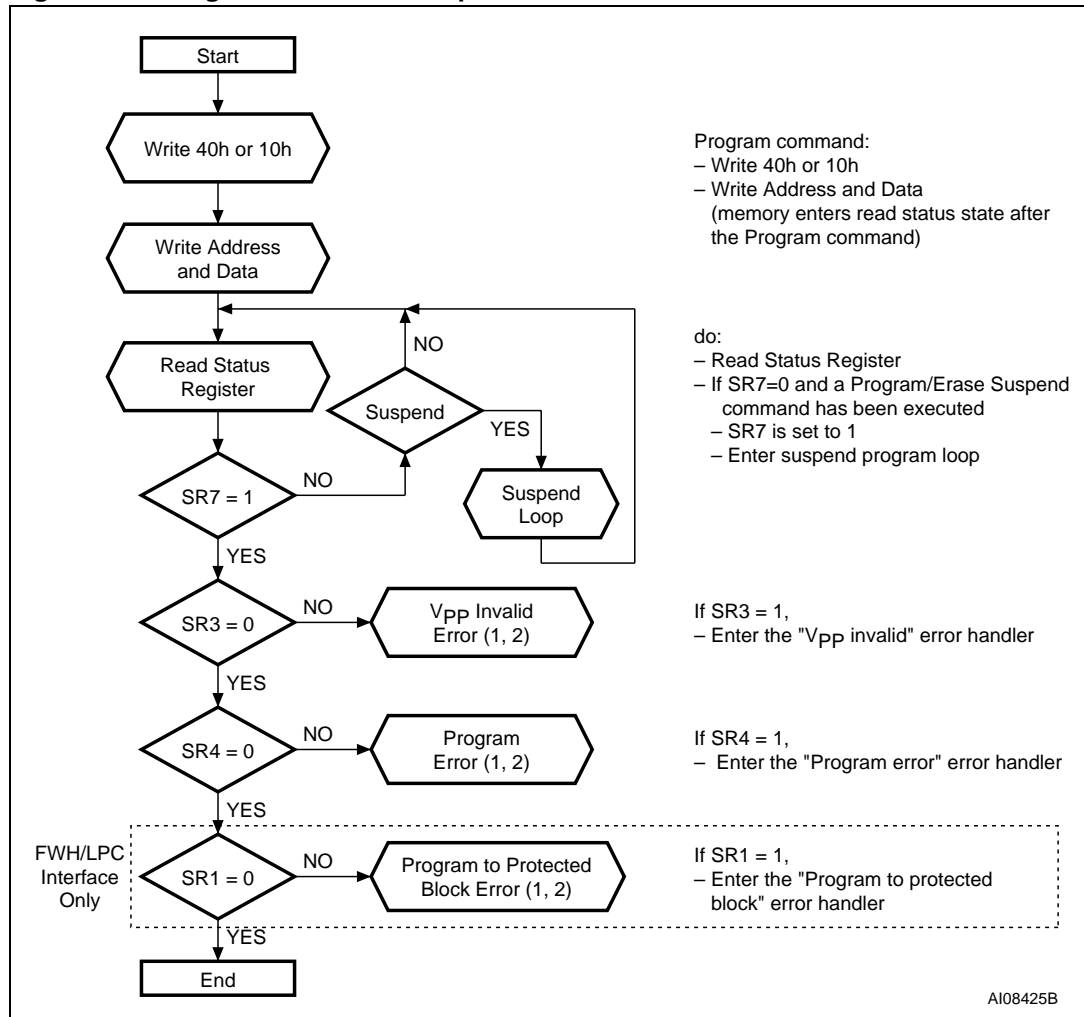 Start
Write 40h or 10h
Program command:
– Write 40h or 10h
– Write Address and Data
(memory enters read status state after
the Program command)
Write Address
and Data
NO
do:
– Read Status Register
– If SR7=0 and a Program/Erase Suspend
command has been executed
– SR7 is set to 1
– Enter suspend program loop
Read Status
Register
Suspend
YES
SR7 = 1
NO
Suspend
Loop
YES
SR3 = 0
NO
VPP Invalid
Error (1, 2)
If SR3 = 1,
– Enter the "VPP invalid" error handler
YES
SR4 = 0
NO
Program
Error (1, 2)
If SR4 = 1,
– Enter the "Program error" error handler
YES
FWH/LPC
Interface
Only
SR1 = 0
NO
Program to Protected
Block Error (1, 2)
If SR1 = 1,
– Enter the "Program to protected
block" error handler
YES
End
AI08425B